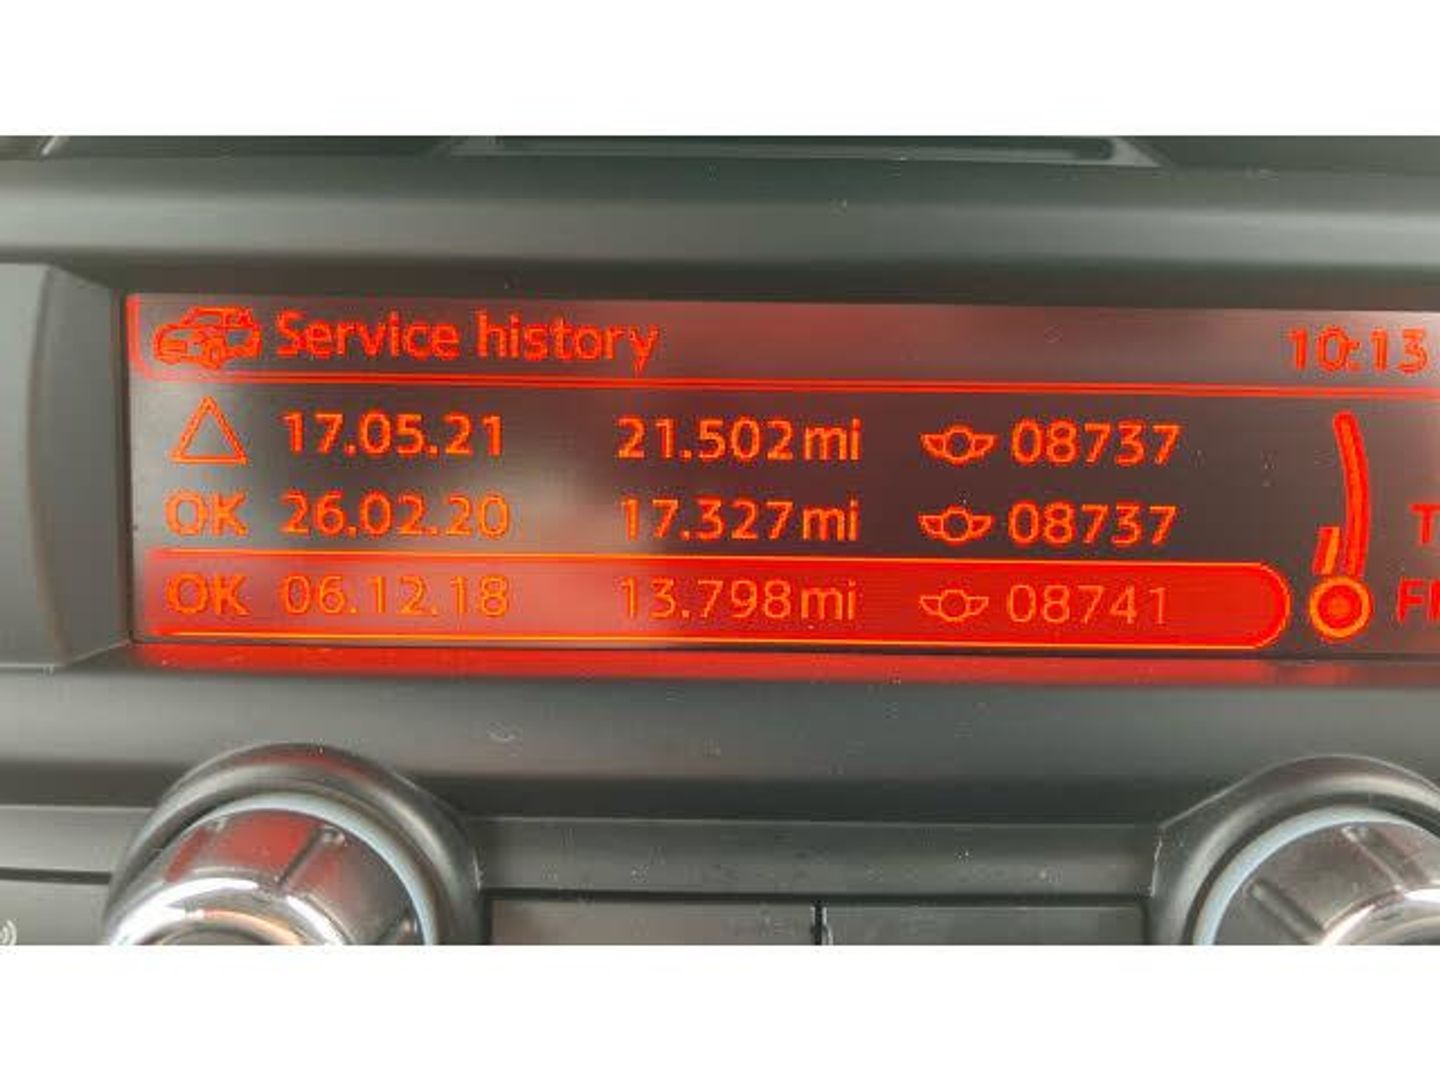 Service history 10:13
17.05.21 21.502mi 08737
OK 26.02.20 17.327mi 08737
OK 06.12.18 13.798mi 08741